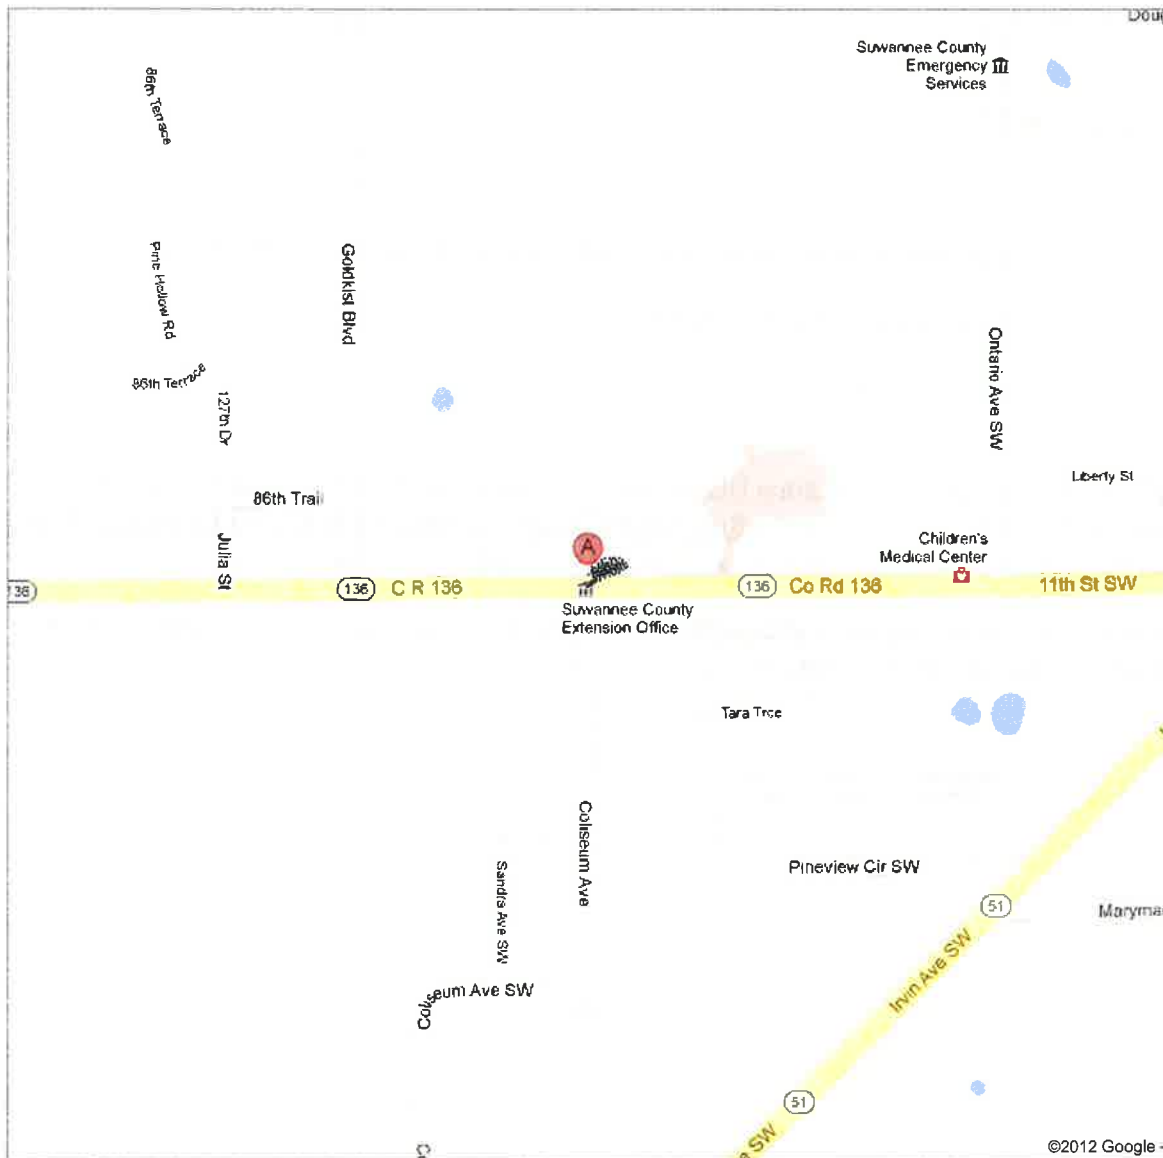 Suwannee County
Emergency
Services
86th Terrace
Pine Hollow Rd
Goldkist Blvd
Ontario Ave SW
86th Terrace
127th Dr
Liberty St
86th Trail
Julia St
Children's
Medical Center
A
136
136
C R 136
136
Co Rd 136
11th St SW
Suwannee County
Extension Office
Tara Trce
Coliseum Ave
Sandra Ave SW
Pineview Cir SW
51
Irvin Ave SW
Coliseum Ave SW
51
SW
©2012 Google -